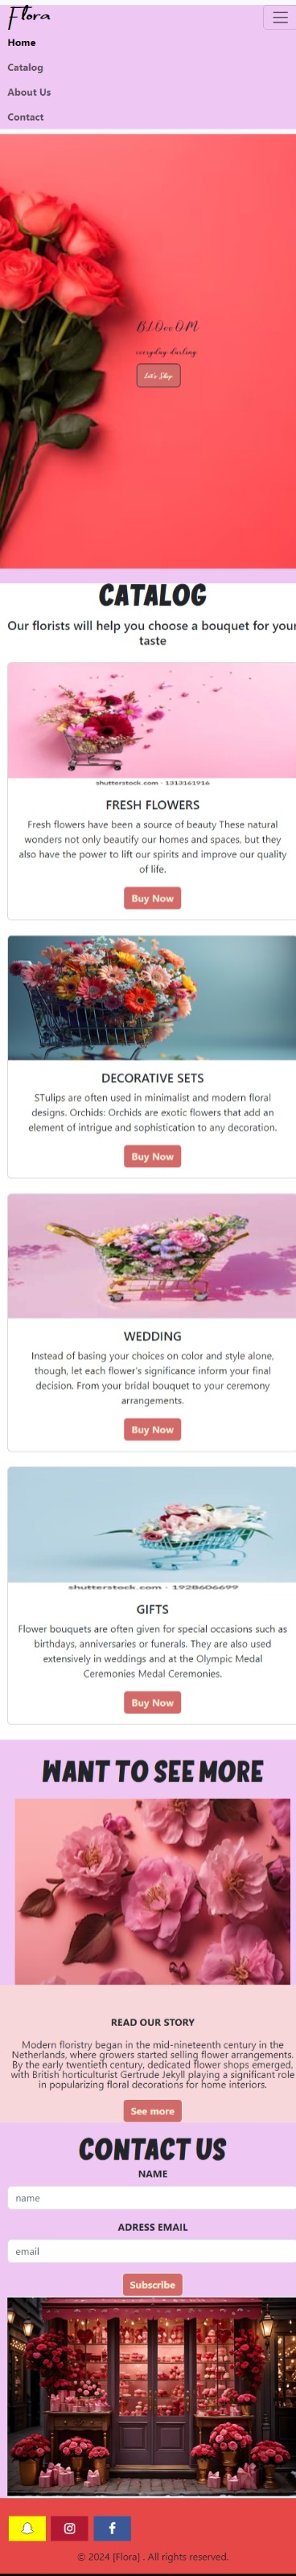 Flora
Home
Catalog
About Us
Contact
BLOooOM
everyday darling
Let's Shop
CATALOG
Our florists will help you choose a bouquet for your
taste
shutterstock.com · 1313161916
FRESH FLOWERS
Fresh flowers have been a source of beauty These natural
wonders not only beautify our homes and spaces, but they
also have the power to lift our spirits and improve our quality
of life.
Buy Now
DECORATIVE SETS
STulips are often used in minimalist and modern floral
designs. Orchids: Orchids are exotic flowers that add an
element of intrigue and sophistication to any decoration.
Buy Now
WEDDING
Instead of basing your choices on color and style alone,
though, let each flower's significance inform your final
decision. From your bridal bouquet to your ceremony
arrangements.
Buy Now
shutterstock.com · 1928606699
GIFTS
Flower bouquets are often given for special occasions such as
birthdays, anniversaries or funerals. They are also used
extensively in weddings and at the Olympic Medal
Ceremonies Medal Ceremonies.
Buy Now
WANT TO SEE MORE
READ OUR STORY
Modern floristry began in the mid-nineteenth century in the
Netherlands, where growers started selling flower arrangements.
By the early twentieth century, dedicated flower shops emerged,
with British horticulturist Gertrude Jekyll playing a significant role
in popularizing floral decorations for home interiors.
See more
CONTACT US
NAME
name
ADRESS EMAIL
email
Subscribe
© 2024 [Flora] . All rights reserved.